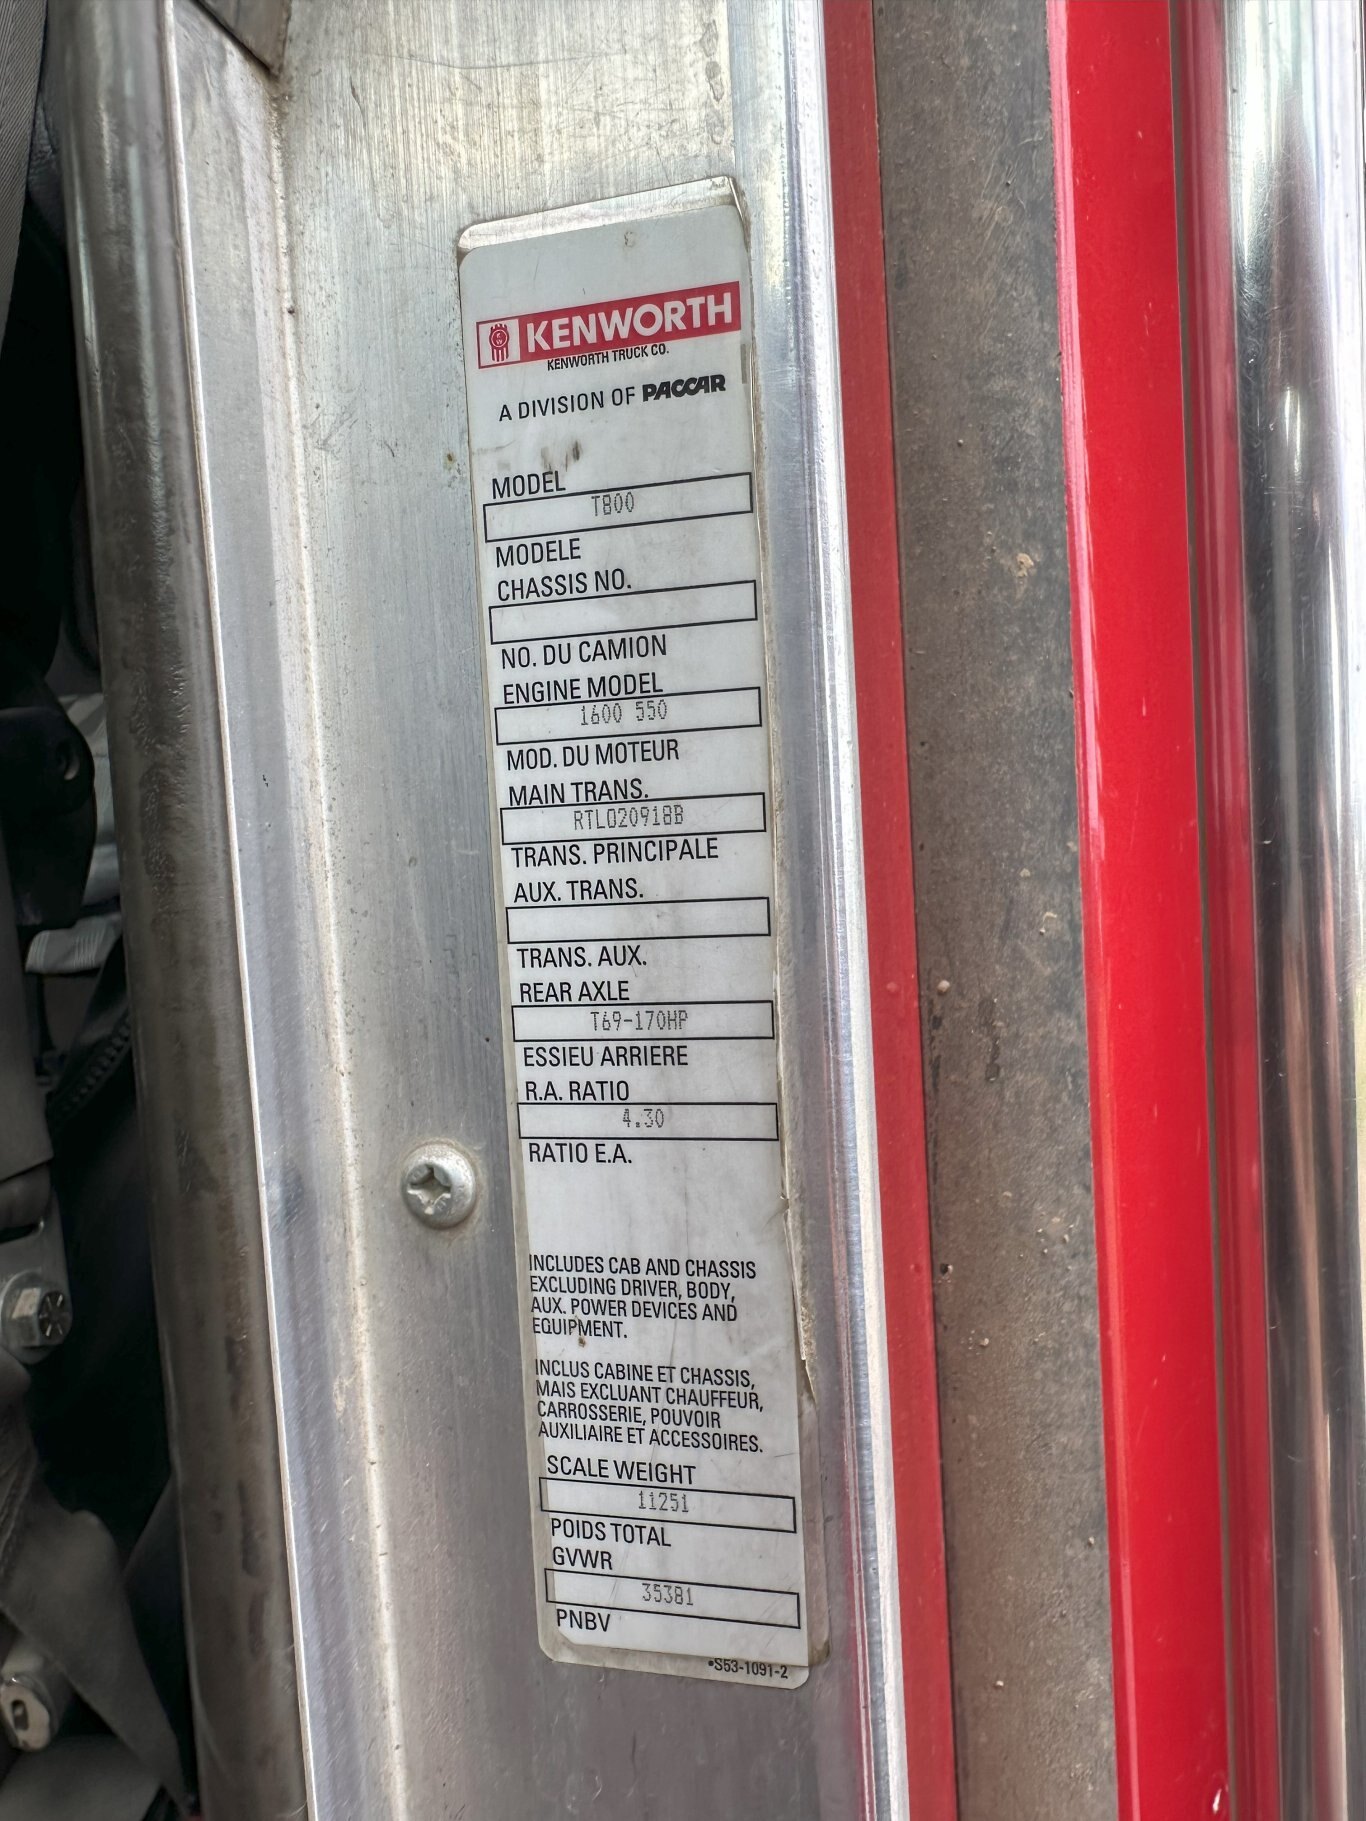 KENWORTH
KENWORTH TRUCK CO.
A DIVISION OF PACCAR
MODEL
T800
MODELE
CHASSIS NO.
NO. DU CAMION
ENGINE MODEL
1600 550
MOD. DU MOTEUR
MAIN TRANS.
RTLO20918B
TRANS. PRINCIPALE
AUX. TRANS.
TRANS. AUX.
REAR AXLE
T69-170HP
ESSIEU ARRIERE
R.A. RATIO
4.30
RATIO E.A.
INCLUDES CAB AND CHASSIS
EXCLUDING DRIVER, BODY,
AUX. POWER DEVICES AND
EQUIPMENT.
INCLUS CABINE ET CHASSIS,
MAIS EXCLUANT CHAUFFEUR,
CARROSSERIE, POUVOIR
AUXILIAIRE ET ACCESSOIRES.
SCALE WEIGHT
11251
POIDS TOTAL
GVWR
35381
PNBV
•S53-1091-2